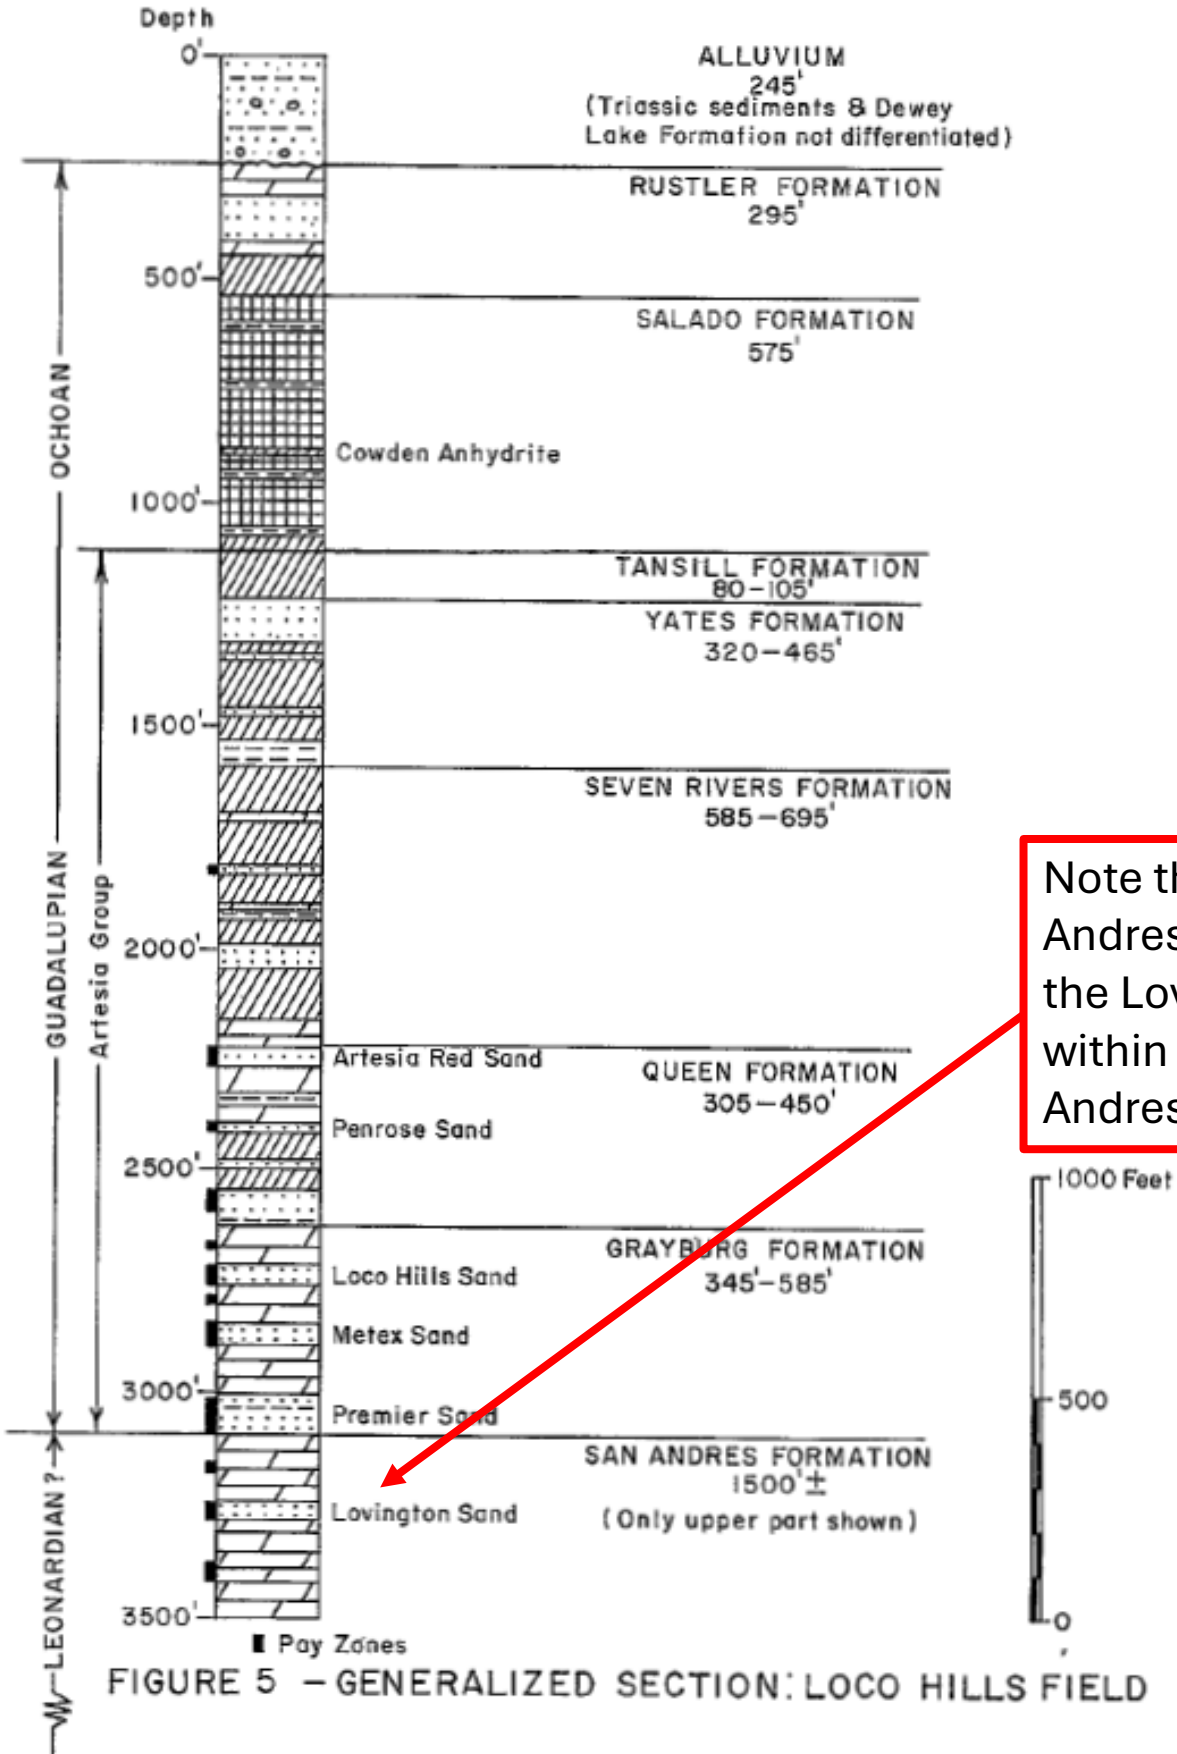 Depth
0'
ALLUVIUM
245'
(Triassic sediments & Dewey
Lake Formation not differentiated)
RUSTLER FORMATION
295'
500'
SALADO FORMATION
575'
OCHOAN
Cowden Anhydrite
1000'
TANSILL FORMATION
80-105'
YATES FORMATION
320-465'
1500'
SEVEN RIVERS FORMATION
585-695'
GUADALUPIAN
Artesia Group
2000'
Note
Andres
the
within
Andres
Artesia Red Sand
QUEEN FORMATION
305-450'
Penrose Sand
2500'
1000 Feet
GRAYBURG FORMATION
345'-585'
Loco Hills Sand
Metex Sand
3000'
500
Premier Sand
SAN ANDRES FORMATION
1500'±
(Only upper part shown)
Lovington Sand
LEONARDIAN ?
3500'
0
Pay Zones
FIGURE 5 - GENERALIZED SECTION: LOCO HILLS FIELD